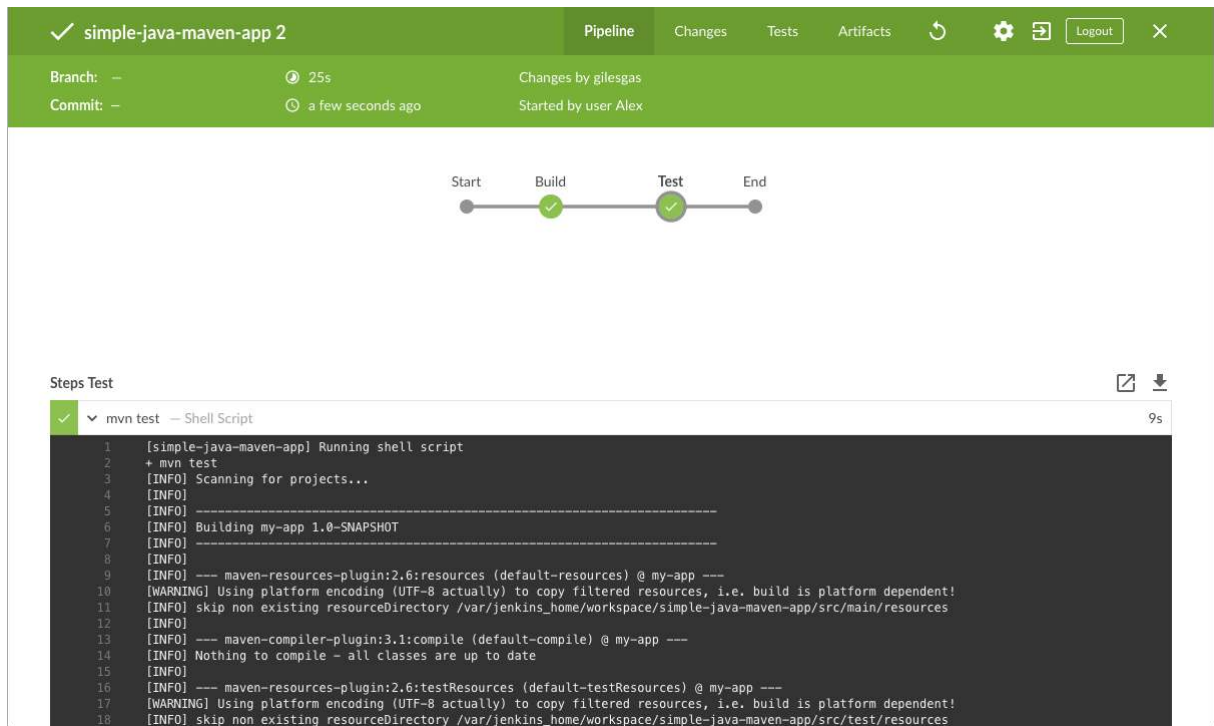 simple-java-maven-app 2 Pipeline Changes Tests Artifacts Logout
Branch: — 25s Changes by gilesgas
Commit: — a few seconds ago Started by user Alex
Start Build Test End
Steps Test
mvn test — Shell Script 9s
1 [simple-java-maven-app] Running shell script
2 + mvn test
3 [INFO] Scanning for projects...
4 [INFO]
5 [INFO] ------------------------------------------------------------------------
6 [INFO] Building my-app 1.0-SNAPSHOT
7 [INFO] ------------------------------------------------------------------------
8 [INFO]
9 [INFO] --- maven-resources-plugin:2.6:resources (default-resources) @ my-app ---
10 [WARNING] Using platform encoding (UTF-8 actually) to copy filtered resources, i.e. build is platform dependent!
11 [INFO] skip non existing resourceDirectory /var/jenkins_home/workspace/simple-java-maven-app/src/main/resources
12 [INFO]
13 [INFO] --- maven-compiler-plugin:3.1:compile (default-compile) @ my-app ---
14 [INFO] Nothing to compile - all classes are up to date
15 [INFO]
16 [INFO] --- maven-resources-plugin:2.6:testResources (default-testResources) @ my-app ---
17 [WARNING] Using platform encoding (UTF-8 actually) to copy filtered resources, i.e. build is platform dependent!
18 [INFO] skip non existing resourceDirectory /var/jenkins_home/workspace/simple-java-maven-app/src/test/resources